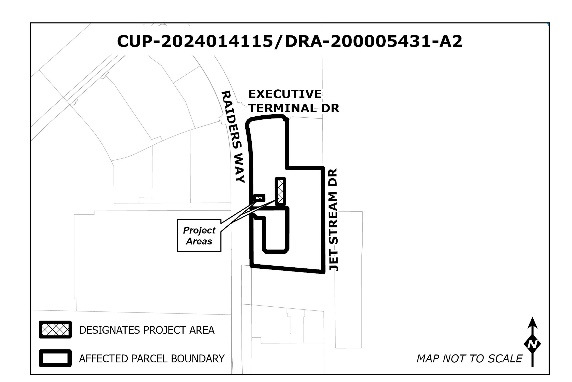 CUP-2024014115/DRA-200005431-A2
EXECUTIVE
TERMINAL DR
RAIDERS WAY
JET STREAM DR
Project
Areas
DESIGNATES PROJECT AREA
AFFECTED PARCEL BOUNDARY
N
MAP NOT TO SCALE